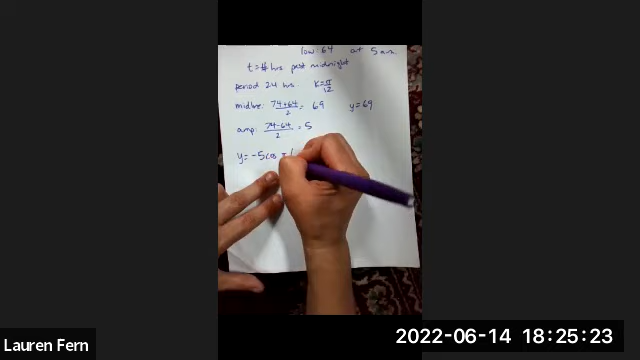 low: 64 at 5 a.m.
t = # hrs past midnight
period 24 hrs. K = π/12
midline: (74+64)/2 = 69 y = 69
amp: (74-64)/2 = 5
y = -5cos π (
Lauren Fern
2022-06-14 18:25:23